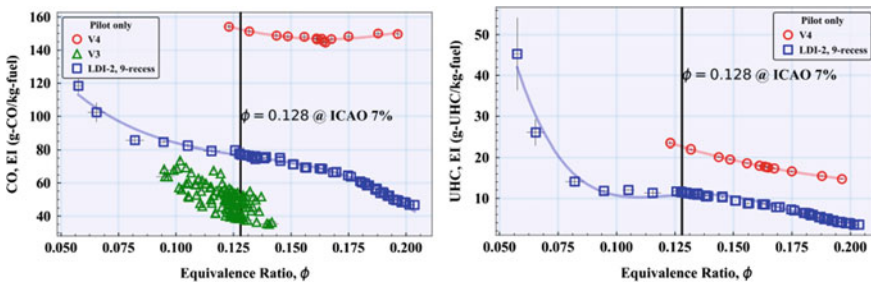 Pilot only
V4
V3
LDI-2, 9-recess
ϕ = 0.128 @ ICAO 7%
CO, EI (g-CO/kg-fuel)
160
140
120
100
80
60
40
0.050
0.075
0.100
0.125
0.150
0.175
0.200
Equivalence Ratio, ϕ
Pilot only
V4
LDI-2, 9-recess
ϕ = 0.128 @ ICAO 7%
UHC, EI (g-UHC/kg-fuel)
50
40
30
20
10
0.050
0.075
0.100
0.125
0.150
0.175
0.200
Equivalence Ratio, ϕ